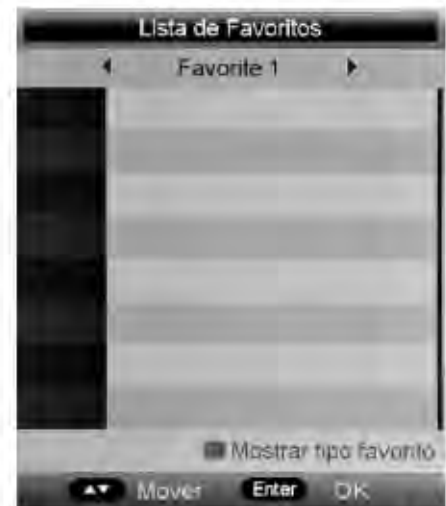 Lista de Favoritos
Favorite 1
Mostrar tipo favorito
Mover Enter OK